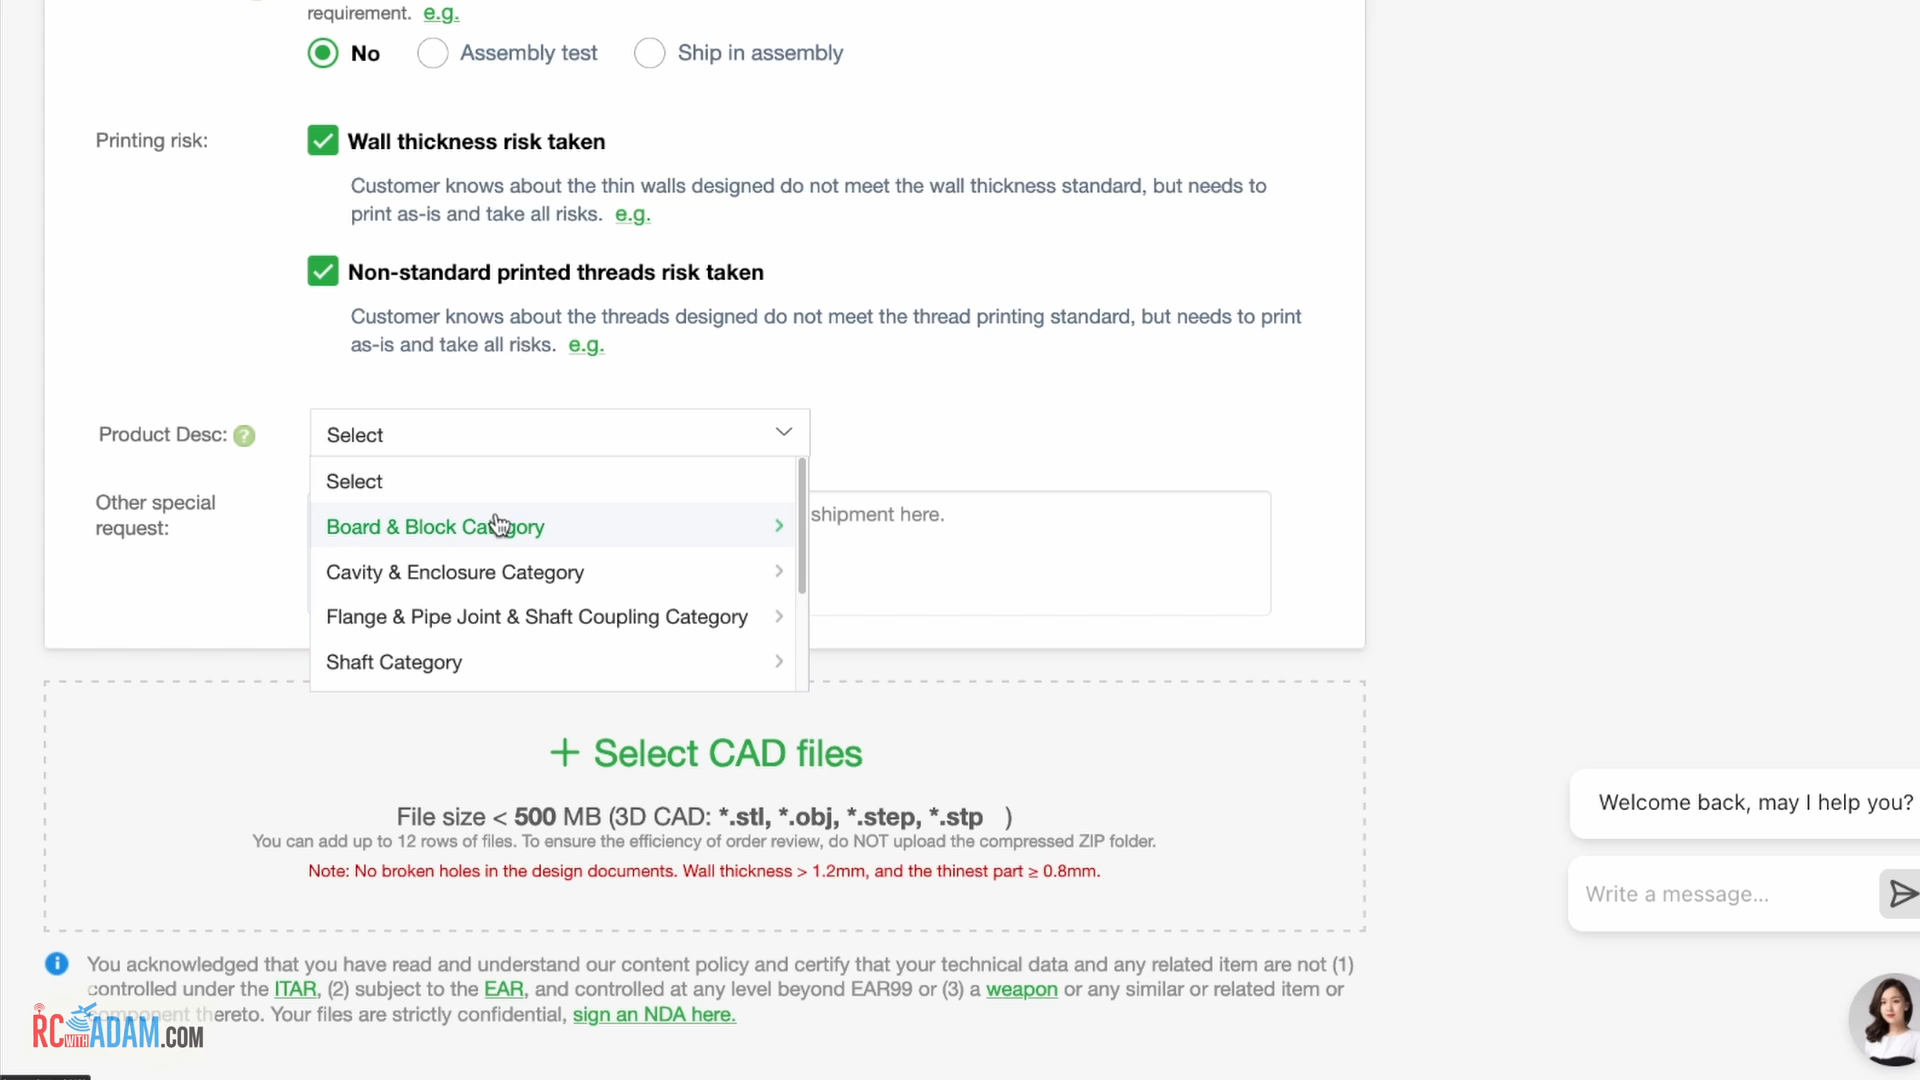 requirement. e.g.
No Assembly test Ship in assembly
Printing risk: Wall thickness risk taken
Customer knows about the thin walls designed do not meet the wall thickness standard, but needs to
print as-is and take all risks. e.g.
Non-standard printed threads risk taken
Customer knows about the threads designed do not meet the thread printing standard, but needs to print
as-is and take all risks. e.g.
Product Desc: ? Select
Select
Other special
request:
shipment here.
Board & Block Category
Cavity & Enclosure Category
Flange & Pipe Joint & Shaft Coupling Category
Shaft Category
+ Select CAD files
File size < 500 MB (3D CAD: *.stl, *.obj, *.step, *.stp )
You can add up to 12 rows of files. To ensure the efficiency of order review, do NOT upload the compressed ZIP folder.
Note: No broken holes in the design documents. Wall thickness > 1.2mm, and the thinest part ≥ 0.8mm.
Welcome back, may I help you?
Write a message...
You acknowledged that you have read and understand our content policy and certify that your technical data and any related item are not (1)
controlled under the ITAR, (2) subject to the EAR, and controlled at any level beyond EAR99 or (3) a weapon or any similar or related item or
component thereto. Your files are strictly confidential, sign an NDA here.
RC WITH ADAM.COM